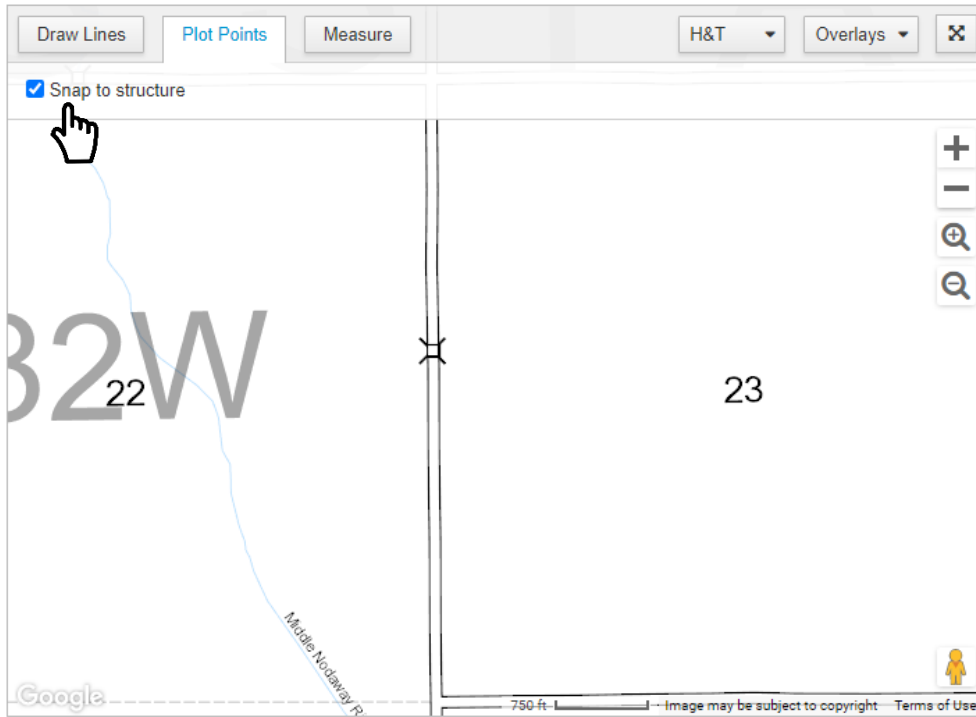 Draw Lines
Plot Points
Measure
H&T
Overlays
Snap to structure
32W
22
23
Middle Nodaway Ri
Google
750 ft
Image may be subject to copyright
Terms of Use